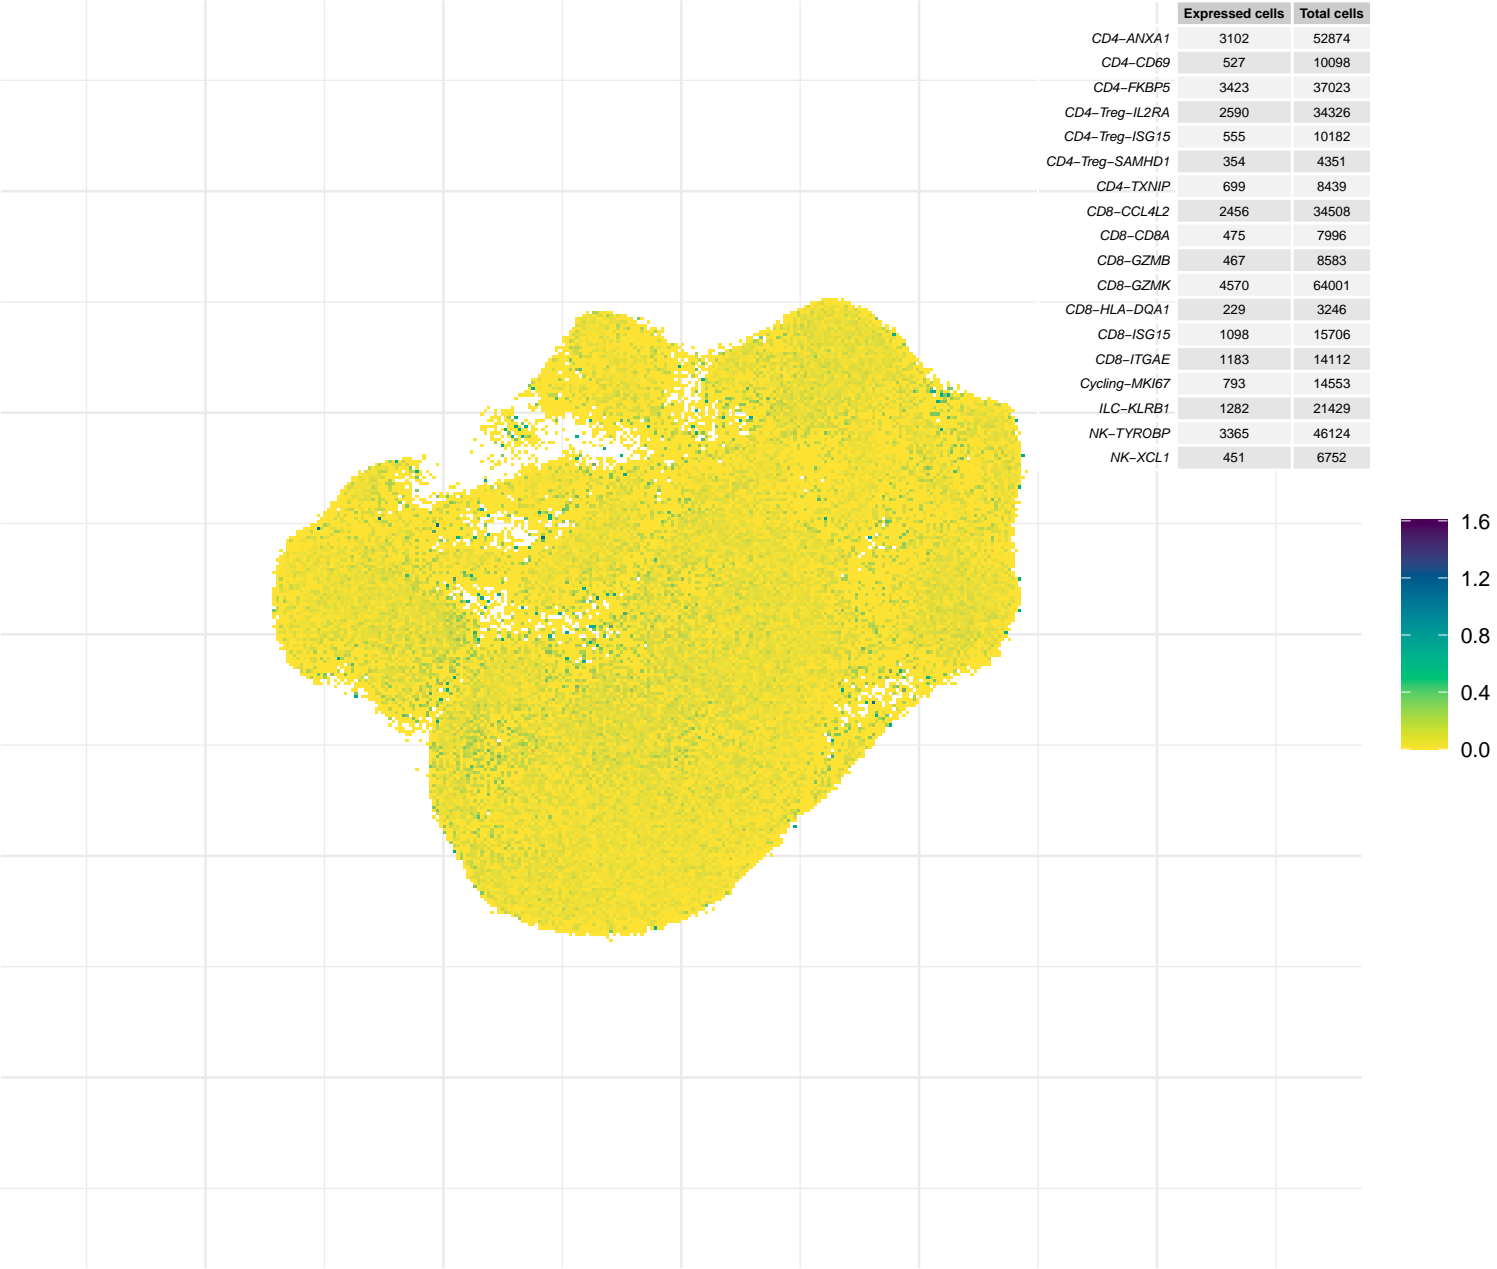 Expressed cells Total cells
CD4−ANXA1 3102 52874
CD4−CD69 527 10098
CD4−FKBP5 3423 37023
CD4−Treg−IL2RA 2590 34326
CD4−Treg−ISG15 555 10182
CD4−Treg−SAMHD1 354 4351
CD4−TXNIP 699 8439
CD8−CCL4L2 2456 34508
CD8−CD8A 475 7996
CD8−GZMB 467 8583
CD8−GZMK 4570 64001
CD8−HLA−DQA1 229 3246
CD8−ISG15 1098 15706
CD8−ITGAE 1183 14112
Cycling−MKI67 793 14553
ILC−KLRB1 1282 21429
NK−TYROBP 3365 46124
NK−XCL1 451 6752
1.6
1.2
0.8
0.4
0.0